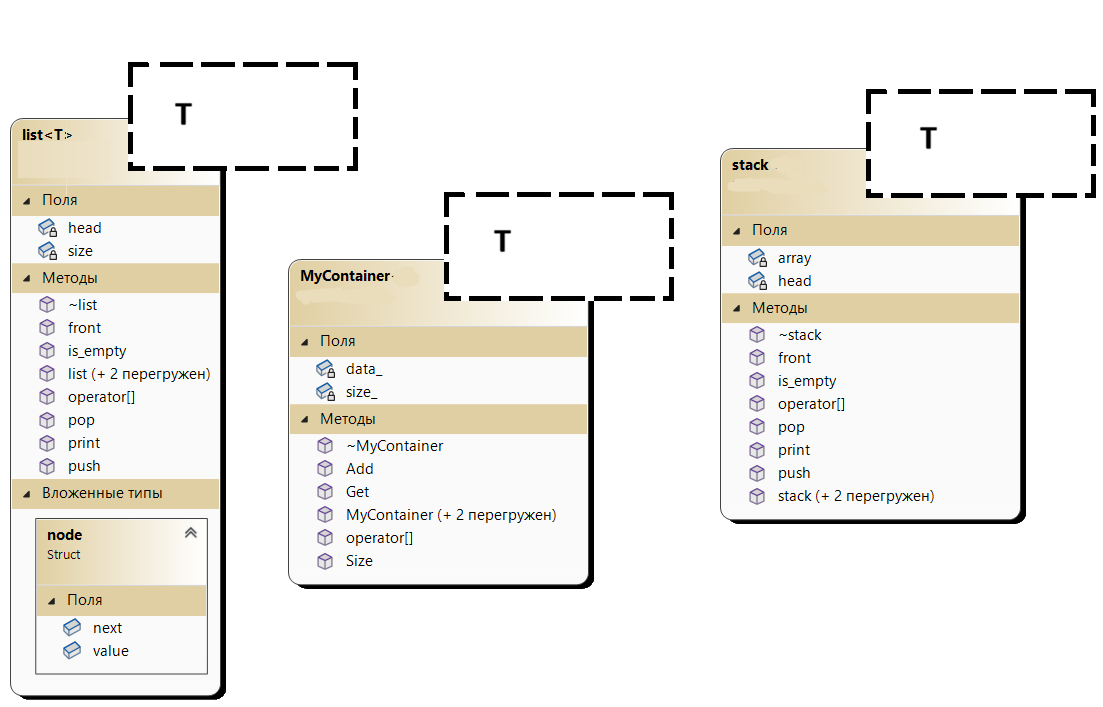 T
list<T>
Поля
head
size
Методы
~list
front
is_empty
list (+ 2 перегружен)
operator[]
pop
print
push
Вложенные типы
node
Struct
Поля
next
value
T
MyContainer
Поля
data_
size_
Методы
~MyContainer
Add
Get
MyContainer (+ 2 перегружен)
operator[]
Size
T
stack
Поля
array
head
Методы
~stack
front
is_empty
operator[]
pop
print
push
stack (+ 2 перегружен)